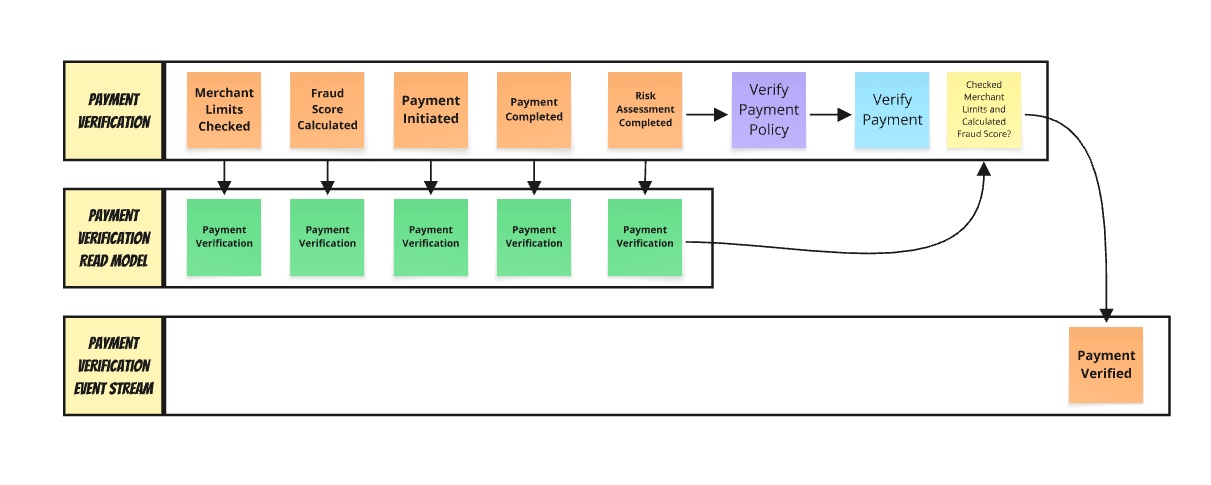 PAYMENT
VERIFICATION
Merchant
Limits
Checked
Fraud
Score
Calculated
Payment
Initiated
Payment
Completed
Risk
Assessment
Completed
Verify
Payment
Policy
Verify
Payment
Checked
Merchant
Limits and
Calculated
Fraud Score?
PAYMENT
VERIFICATION
READ MODEL
Payment
Verification
Payment
Verification
Payment
Verification
Payment
Verification
Payment
Verification
PAYMENT
VERIFICATION
EVENT STREAM
Payment
Verified